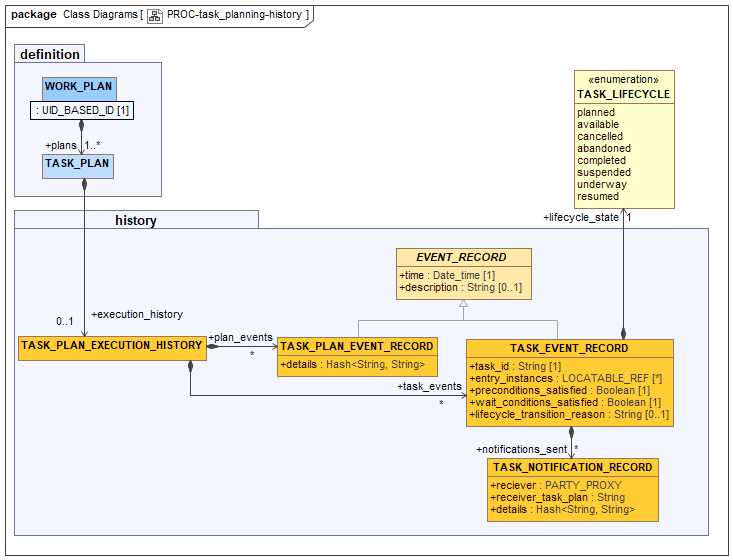 package Class Diagrams [ PROC-task_planning-history ]
definition
WORK_PLAN
: UID_BASED_ID [1]
+plans 1..*
TASK_PLAN
«enumeration»
TASK_LIFECYCLE
planned
available
cancelled
abandoned
completed
suspended
underway
resumed
history
+lifecycle_state 1
EVENT_RECORD
+time : Date_time [1]
+description : String [0..1]
0..1 +execution_history
TASK_PLAN_EXECUTION_HISTORY
+plan_events
*
TASK_PLAN_EVENT_RECORD
+details : Hash<String, String>
+task_events
*
TASK_EVENT_RECORD
+task_id : String [1]
+entry_instances : LOCATABLE_REF [*]
+preconditions_satisfied : Boolean [1]
+wait_conditions_satisfied : Boolean [1]
+lifecycle_transition_reason : String [0..1]
+notifications_sent *
TASK_NOTIFICATION_RECORD
+reciever : PARTY_PROXY
+receiver_task_plan : String
+details : Hash<String, String>